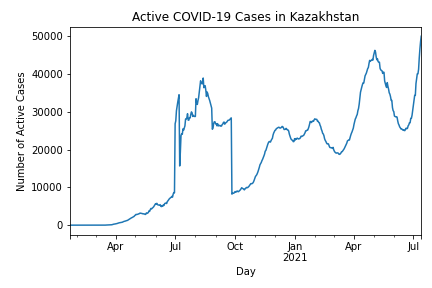 Active COVID-19 Cases in Kazakhstan
Number of Active Cases
50000
40000
30000
20000
10000
0
Apr Jul Oct Jan Apr Jul
2021
Day